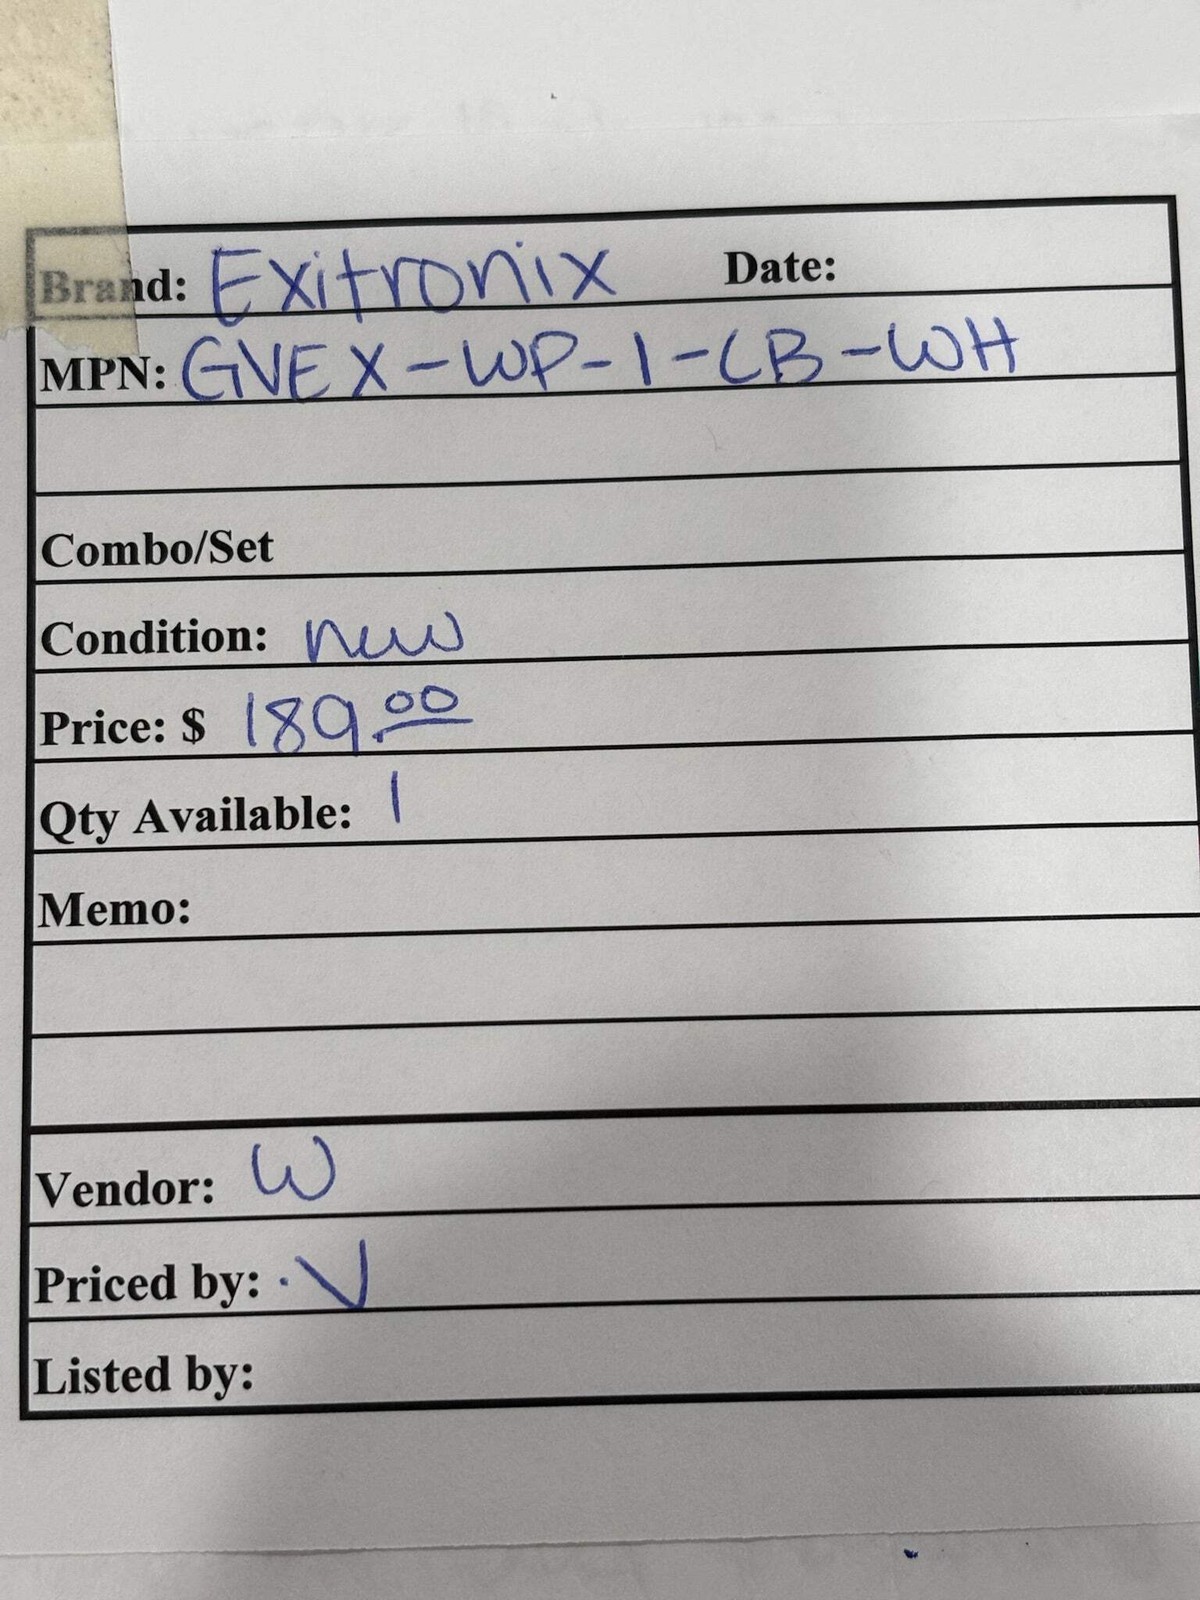 Brand: Exitronix Date:
MPN: GVEX-WP-1-CB-WH
Combo/Set
Condition: new
Price: $ 189.00
Qty Available: 1
Memo:
Vendor: W
Priced by: .V
Listed by: